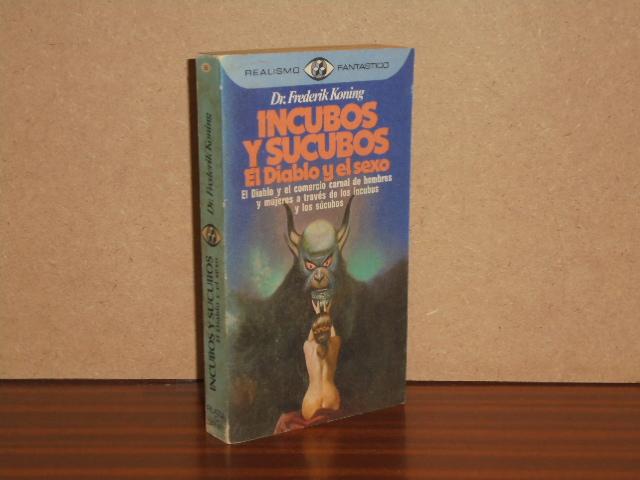 REALISMO FANTASTICO
Dr. Frederik Koning
INCUBOS
Y SUCUBOS
El Diablo y el sexo
El Diablo y el comercio carnal de hombres
y mujeres a través de los íncubos
y los súcubos
Dr. Frederik Koning
INCUBOS Y SUCUBOS
El Diablo y el sexo